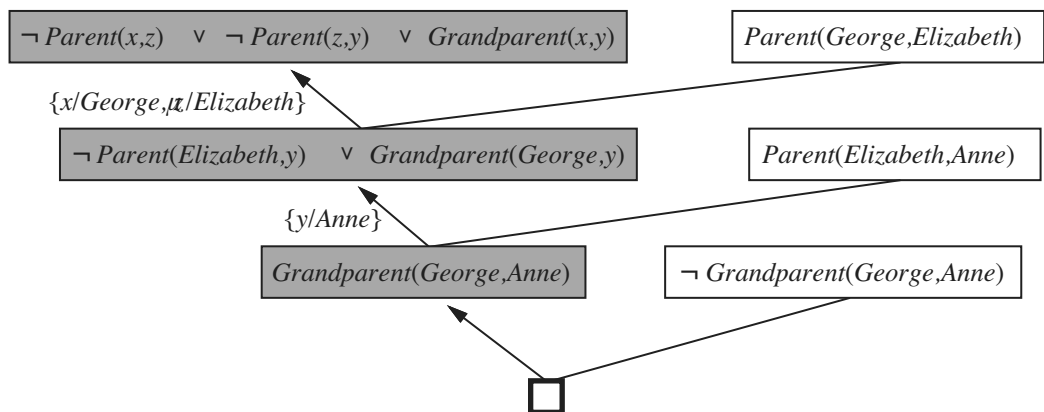 ¬ Parent(x,z) ∨ ¬ Parent(z,y) ∨ Grandparent(x,y)
Parent(George,Elizabeth)
{x/George,µz/Elizabeth}
¬ Parent(Elizabeth,y) ∨ Grandparent(George,y)
Parent(Elizabeth,Anne)
{y/Anne}
Grandparent(George,Anne)
¬ Grandparent(George,Anne)